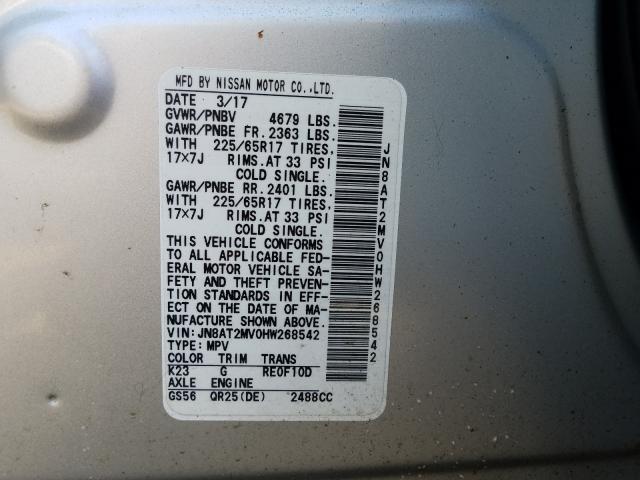 MFD BY NISSAN MOTOR CO.,LTD.
DATE 3/17
GVWR/PNBV 4679 LBS.
GAWR/PNBE FR.2363 LBS.
WITH 225/65R17 TIRES,
17×7J RIMS.AT 33 PSI
COLD SINGLE.
GAWR/PNBE RR.2401 LBS.
WITH 225/65R17 TIRES,
17×7J RIMS.AT 33 PSI
COLD SINGLE.
THIS VEHICLE CONFORMS
TO ALL APPLICABLE FED-
ERAL MOTOR VEHICLE SA-
FETY AND THEFT PREVEN-
TION STANDARDS IN EFF-
ECT ON THE DATE OF MA-
NUFACTURE SHOWN ABOVE.
VIN: JN8AT2MV0HW268542
TYPE: MPV
COLOR TRIM TRANS
K23 G RE0F10D
AXLE ENGINE
GS56 QR25(DE) 2488CC
JN8AT2MV0HW268542